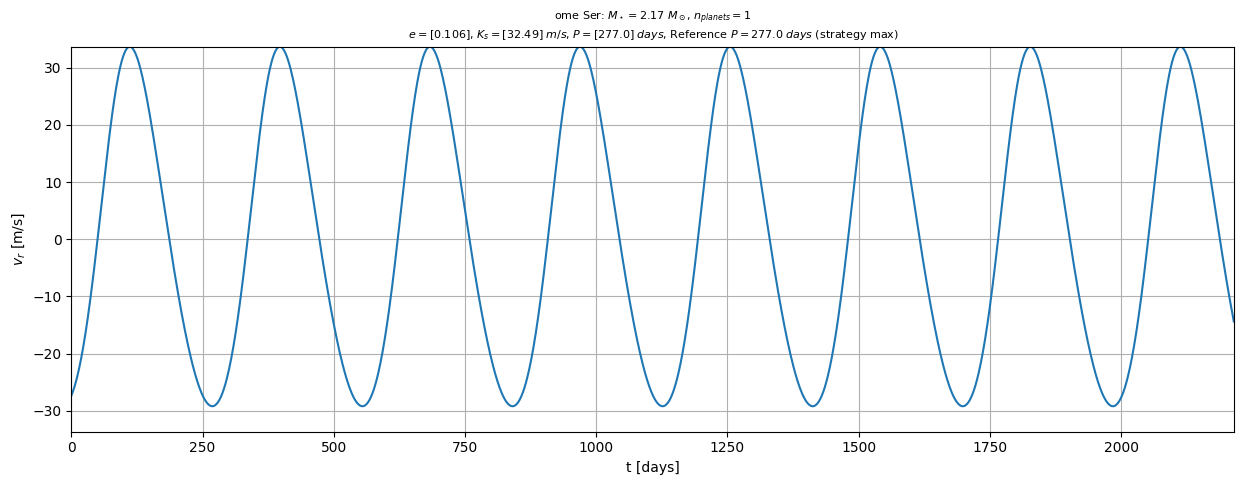 ome Ser: $M_\star = 2.17\ M_\odot$, $n_{planets} = 1$
$e = [0.106]$, $K_s = [32.49]\ m/s$, $P = [277.0]\ days$, Reference $P = 277.0\ days$ (strategy max)
30
20
10
0
−10
−20
−30
$v_r$ [m/s]
0 250 500 750 1000 1250 1500 1750 2000
t [days]